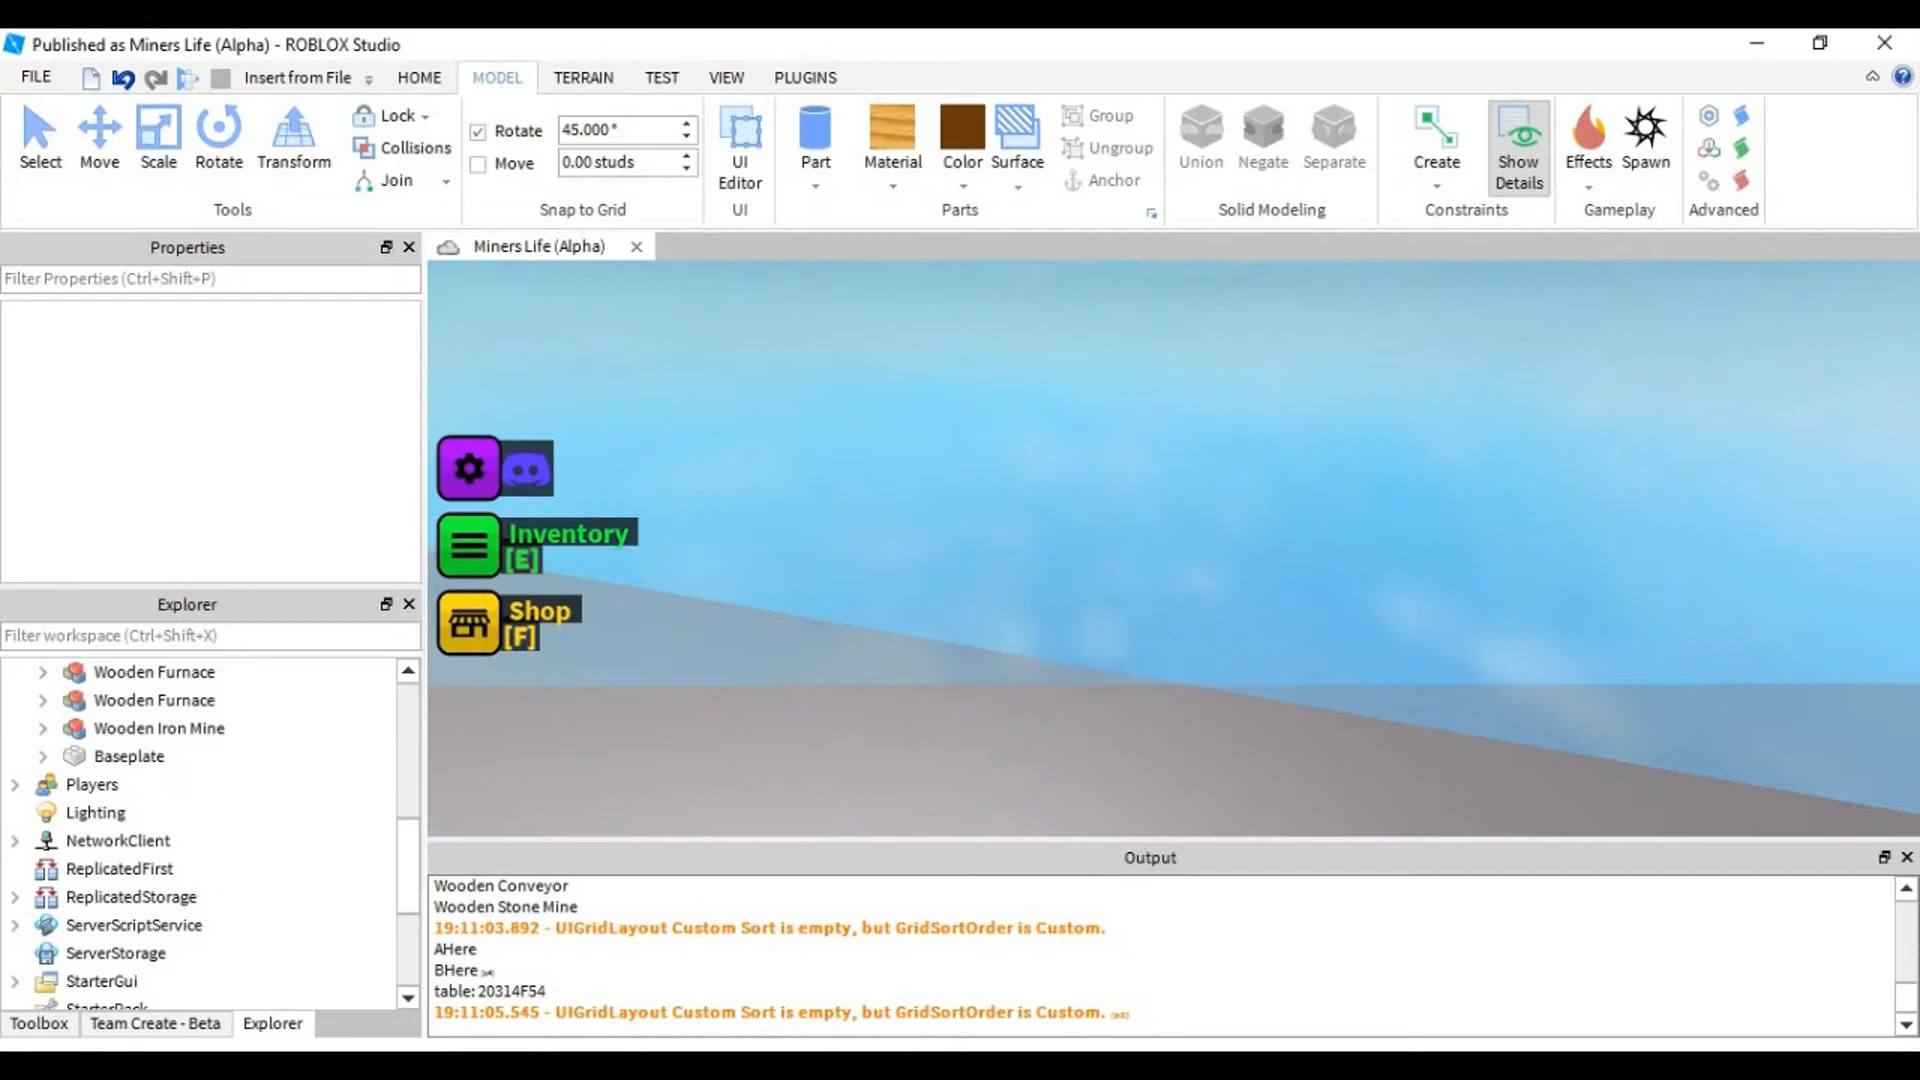 Published as Miners Life (Alpha) - ROBLOX Studio
FILE Insert from File HOME MODEL TERRAIN TEST VIEW PLUGINS
Select Move Scale Rotate Transform
Lock
Collisions
Join
Tools
Rotate 45.000°
Move 0.00 studs
Snap to Grid
UI Editor
UI
Part Material Color Surface
Group
Ungroup
Anchor
Parts
Union Negate Separate
Solid Modeling
Create Show Details
Constraints
Effects Spawn
Gameplay
Advanced
Properties
Filter Properties (Ctrl+Shift+P)
Explorer
Filter workspace (Ctrl+Shift+X)
Wooden Furnace
Wooden Furnace
Wooden Iron Mine
Baseplate
Players
Lighting
NetworkClient
ReplicatedFirst
ReplicatedStorage
ServerScriptService
ServerStorage
StarterGui
StarterPack
Toolbox Team Create - Beta Explorer
Miners Life (Alpha)
Inventory
[E]
Shop
[F]
Output
Wooden Conveyor
Wooden Stone Mine
19:11:03.892 - UIGridLayout Custom Sort is empty, but GridSortOrder is Custom.
AHere
BHere
table: 20314F54
19:11:05.545 - UIGridLayout Custom Sort is empty, but GridSortOrder is Custom.